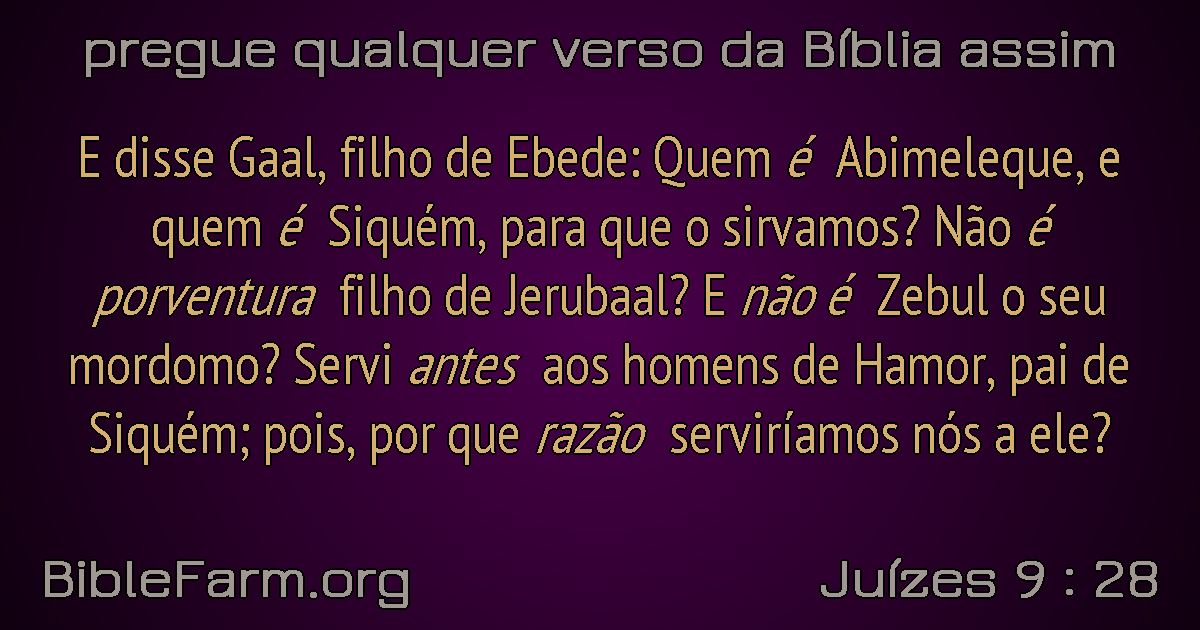 pregue qualquer verso da Bíblia assim
E disse Gaal, filho de Ebede: Quem é Abimeleque, e
quem é Siquém, para que o sirvamos? Não é
porventura filho de Jerubaal? E não é Zebul o seu
mordomo? Servi antes aos homens de Hamor, pai de
Siquém; pois, por que razão serviríamos nós a ele?
BibleFarm.org
Juízes 9 : 28